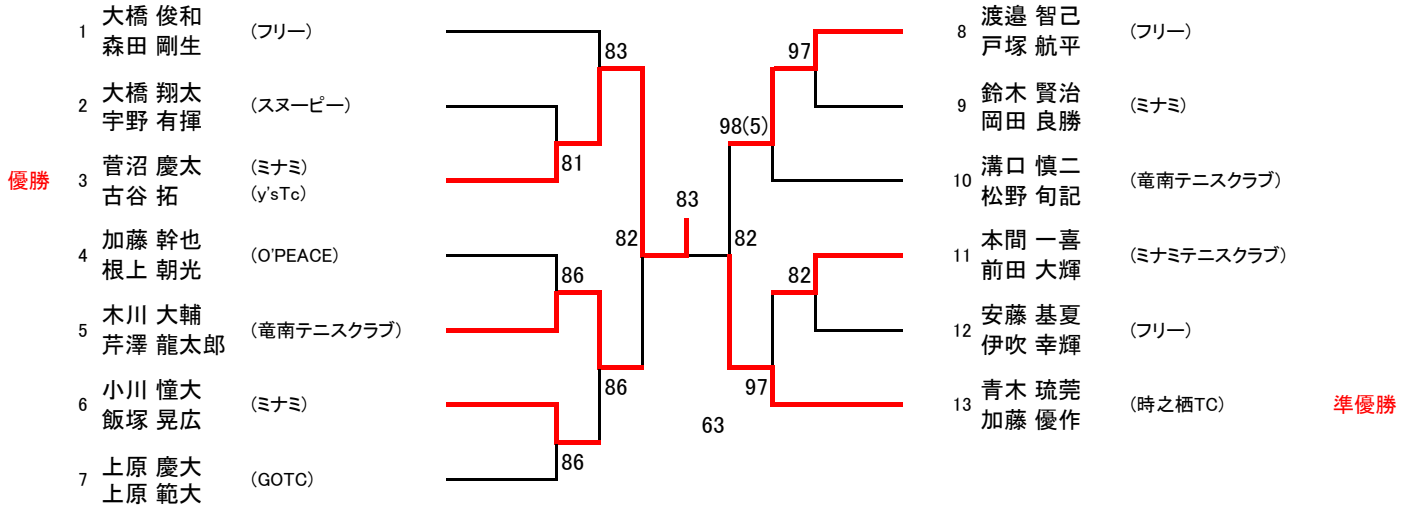 1 大橋 俊和 (フリー)
森田 剛生
2 大橋 翔太 (スヌーピー)
宇野 有揮
優勝 3 菅沼 慶太 (ミナミ)
古谷 拓 (y'sTc)
4 加藤 幹也 (O'PEACE)
根上 朝光
5 木川 大輔 (竜南テニスクラブ)
芹澤 龍太郎
6 小川 憧大 (ミナミ)
飯塚 晃広
7 上原 慶大 (GOTC)
上原 範大
83
81
82
86
86
86
83
63
97
98(5)
82
82
97
8 渡邉 智己 (フリー)
戸塚 航平
9 鈴木 賢治 (ミナミ)
岡田 良勝
10 溝口 慎二 (竜南テニスクラブ)
松野 旬記
11 本間 一喜 (ミナミテニスクラブ)
前田 大輝
12 安藤 基夏 (フリー)
伊吹 幸輝
13 青木 琉莞 (時之栖TC) 準優勝
加藤 優作